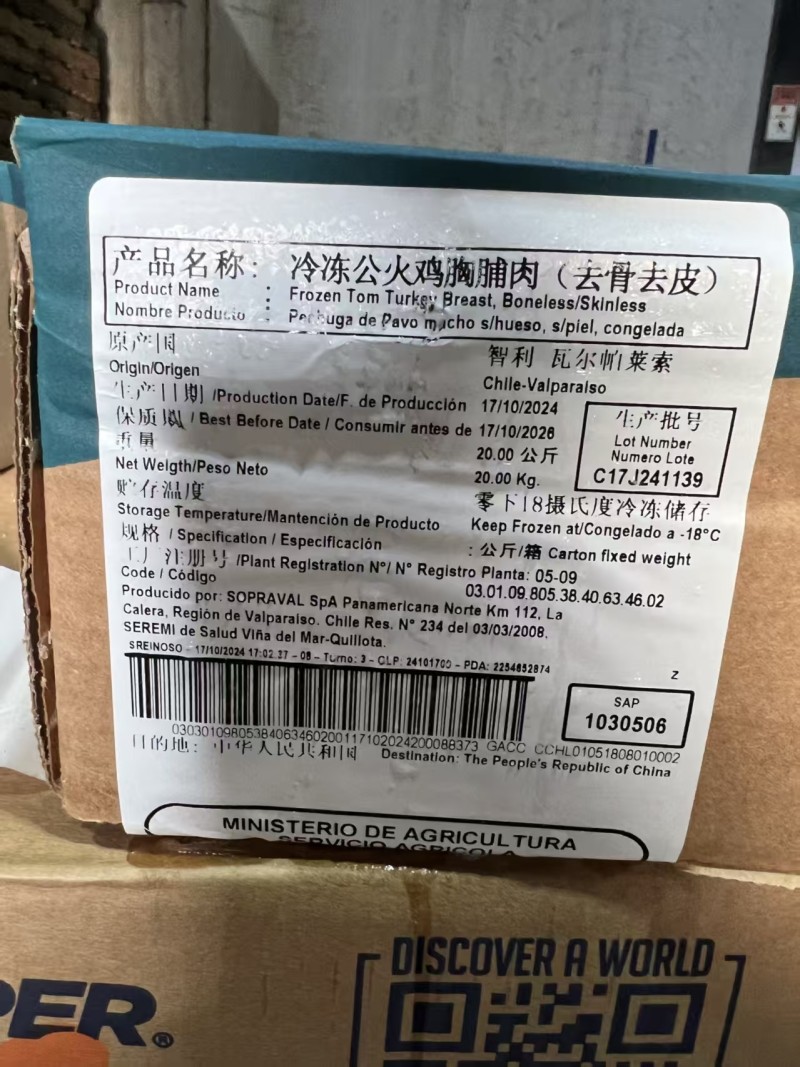 产品名称： 冷冻公火鸡胸脯肉（去骨去皮）
Product Name : Frozen Tom Turkey Breast, Boneless/Skinless
Nombre Producto : Pechuga de Pavo macho s/hueso, s/piel, congelada
原产国 智利 瓦尔帕莱索
Origin/Origen Chile-Valparaiso
生产日期 /Production Date/F. de Producción 17/10/2024
保质期 / Best Before Date / Consumir antes de 17/10/2026
重量 20.00 公斤
Net Weigth/Peso Neto 20.00 Kg.
生产批号
Lot Number
Numero Lote
C17J241139
贮存温度 零下18摄氏度冷冻储存
Storage Temperature/Mantención de Producto Keep Frozen at/Congelado a -18°C
规格 / Specification / Especificación : 公斤/箱 Carton fixed weight
工厂注册号 /Plant Registration N°/ N° Registro Planta: 05-09
Code / Código 03.01.09.805.38.40.63.46.02
Producido por: SOPRAVAL SpA Panamericana Norte Km 112, La
Calera, Región de Valparaiso. Chile Res. N° 234 del 03/03/2008,
SEREMI de Salud Viña del Mar-Quillota.
SREINOSO - 17/10/2024 17:02:27 - 08 - Turno: 3 - CLP: 24101700 - PDA: 2254652874
Z
SAP
1030506
030301098053840634602001171020242000883​73 GACC CCHL01051808010002
目的地： 中华人民共和国 Destination: The People's Republic of China
MINISTERIO DE AGRICULTURA
SERVICIO AGRICOLA
PER®
DISCOVER A WORLD